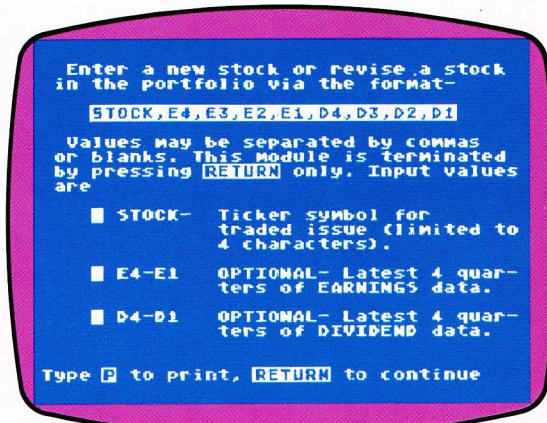 Enter a new stock or revise a stock
in the portfolio via the format-
STOCK,E4,E3,E2,E1,D4,D3,D2,D1
Values may be separated by commas
or blanks. This module is terminated
by pressing RETURN only. Input values
are
STOCK- Ticker symbol for
traded issue (limited to
4 characters).
E4-E1 OPTIONAL- Latest 4 quar-
ters of EARNINGS data.
D4-D1 OPTIONAL- Latest 4 quar-
ters of DIVIDEND data.
Type P to print, RETURN to continue